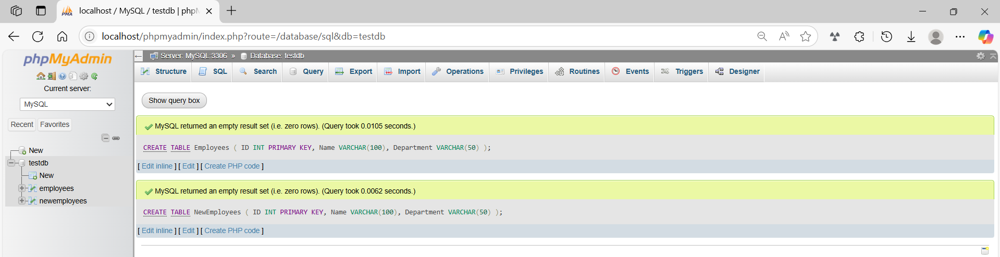 localhost / MySQL / testdb | phpM
localhost/phpmyadmin/index.php?route=/database/sql&db=testdb
phpMyAdmin
Current server:
MySQL
Recent Favorites
New
testdb
New
employees
newemployees
Server: MySQL:3306 » Database: testdb
Structure SQL Search Query Export Import Operations Privileges Routines Events Triggers Designer
Show query box
MySQL returned an empty result set (i.e. zero rows). (Query took 0.0105 seconds.)
CREATE TABLE Employees ( ID INT PRIMARY KEY, Name VARCHAR(100), Department VARCHAR(50) );
[ Edit inline ] [ Edit ] [ Create PHP code ]
MySQL returned an empty result set (i.e. zero rows). (Query took 0.0062 seconds.)
CREATE TABLE NewEmployees ( ID INT PRIMARY KEY, Name VARCHAR(100), Department VARCHAR(50) );
[ Edit inline ] [ Edit ] [ Create PHP code ]